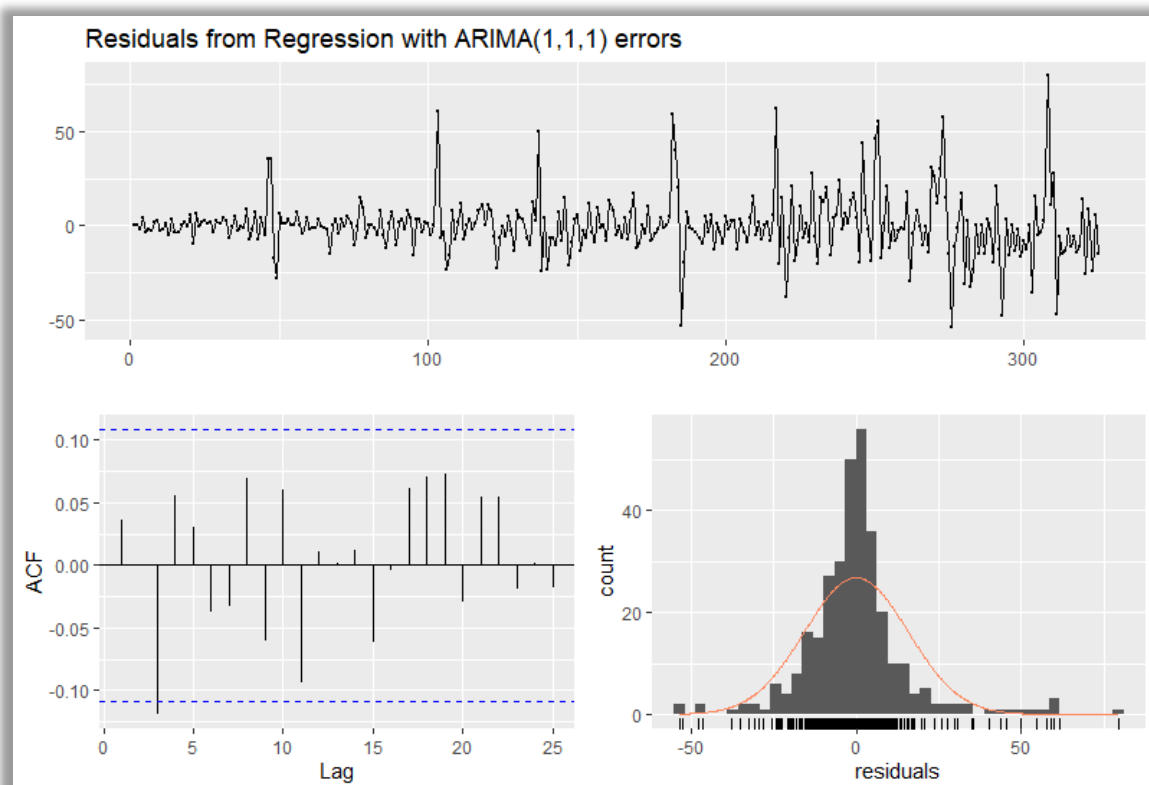 Residuals from Regression with ARIMA(1,1,1) errors
50
0
-50
0 100 200 300
0.10
0.05
0.00
-0.05
-0.10
ACF
0 5 10 15 20 25
Lag
40
20
0
count
-50 0 50
residuals